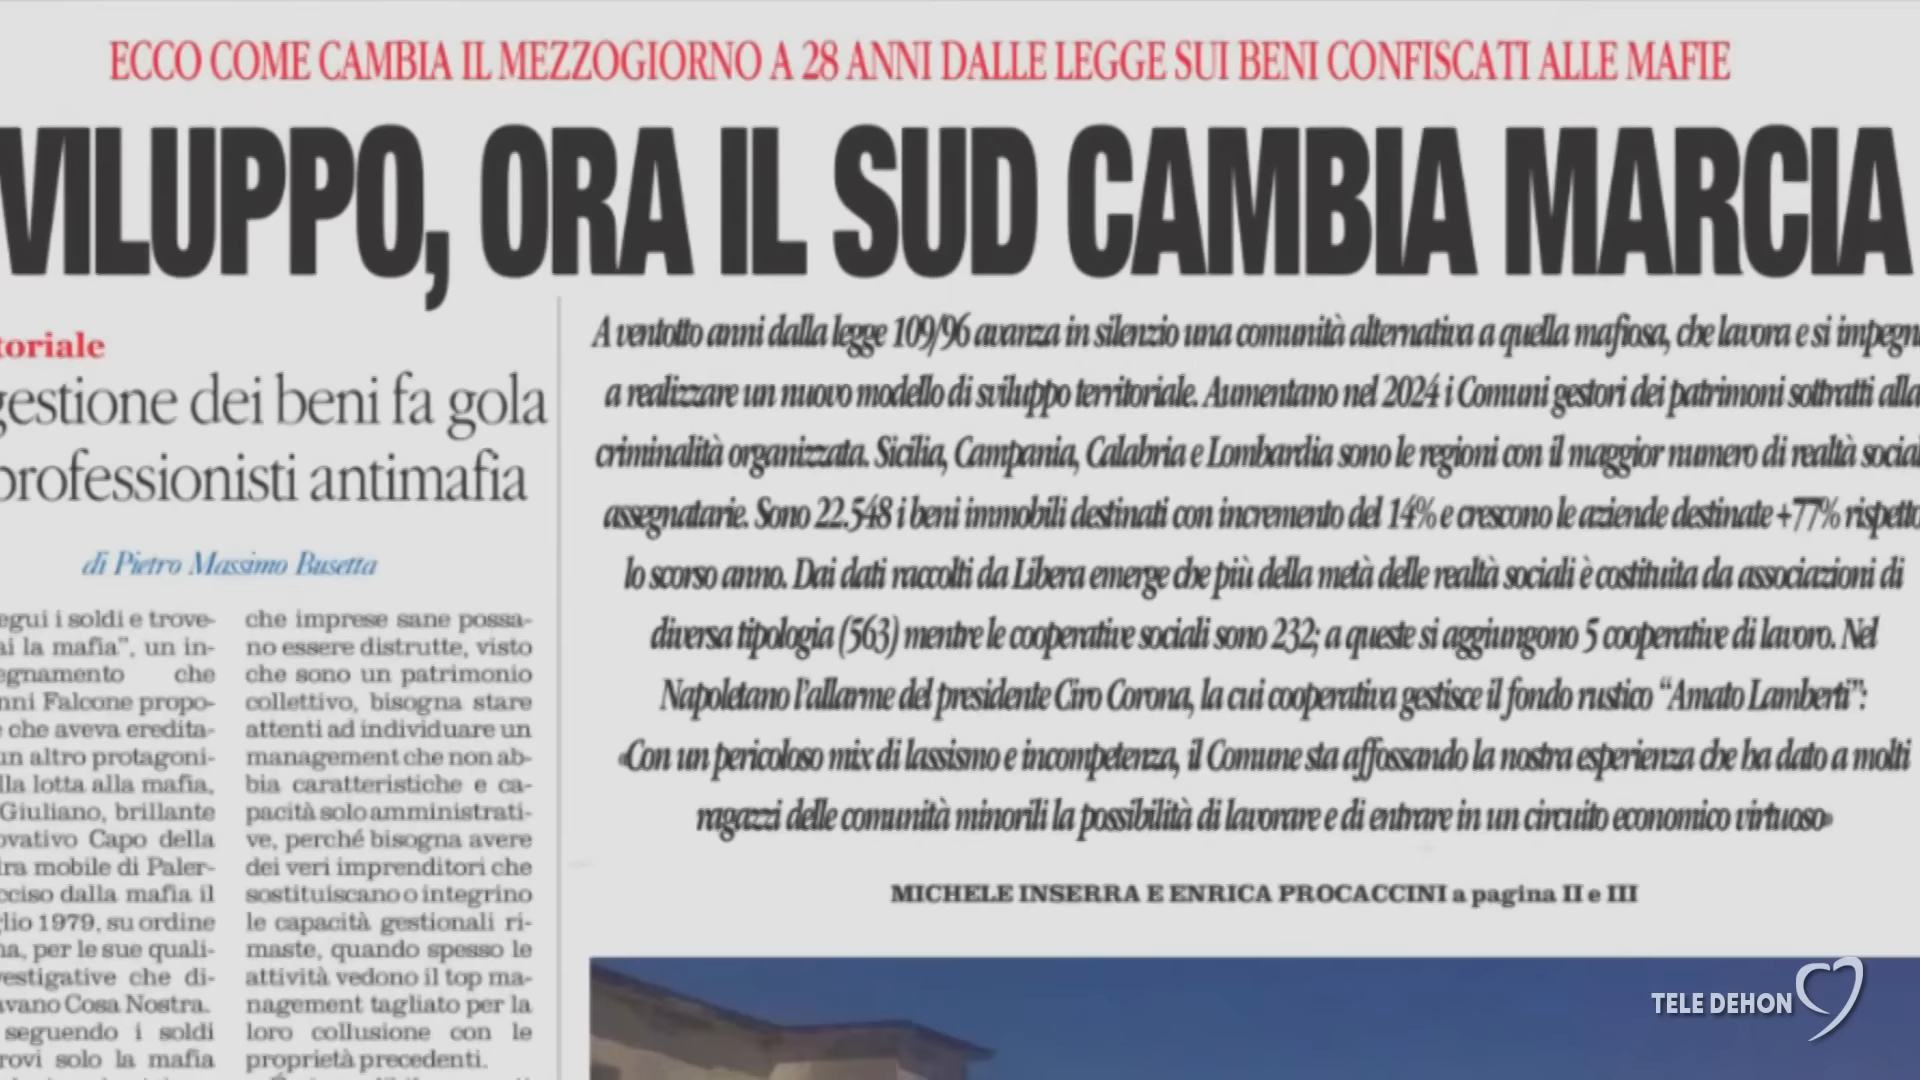 ECCO COME CAMBIA IL MEZZOGIORNO A 28 ANNI DALLE LEGGE SUI BENI CONFISCATI ALLE MAFIE
VILUPPO, ORA IL SUD CAMBIA MARCIA
toriale
gestione dei beni fa gola
professionisti antimafia
di Pietro Massimo Busetta
egui i soldi e trove-
ai la mafia”, un in-
egnamento che
nni Falcone propo-
e che aveva eredita-
un altro protagoni-
lla lotta alla mafia,
Giuliano, brillante
ovativo Capo della
dra mobile di Paler-
cciso dalla mafia il
glio 1979, su ordine
na, per le sue quali-
vestigative che di-
avano Cosa Nostra.
seguendo i soldi
rovi solo la mafia
che imprese sane possa-
no essere distrutte, visto
che sono un patrimonio
collettivo, bisogna stare
attenti ad individuare un
management che non ab-
bia caratteristiche e ca-
pacità solo amministrati-
ve, perché bisogna avere
dei veri imprenditori che
sostituiscano o integrino
le capacità gestionali ri-
maste, quando spesso le
attività vedono il top ma-
nagement tagliato per la
loro collusione con le
proprietà precedenti.
A ventotto anni dalla legge 109/96 avanza in silenzio una comunità alternativa a quella mafiosa, che lavora e si impegn
a realizzare un nuovo modello di sviluppo territoriale. Aumentano nel 2024 i Comuni gestori dei patrimoni sottratti alla
criminalità organizzata. Sicilia, Campania, Calabria e Lombardia sono le regioni con il maggior numero di realtà social
assegnatarie. Sono 22.548 i beni immobili destinati con incremento del 14% e crescono le aziende destinate +77% rispetto
lo scorso anno. Dai dati raccolti da Libera emerge che più della metà delle realtà sociali è costituita da associazioni di
diversa tipologia (563) mentre le cooperative sociali sono 232; a queste si aggiungono 5 cooperative di lavoro. Nel
Napoletano l’allarme del presidente Ciro Corona, la cui cooperativa gestisce il fondo rustico “Amato Lamberti”:
«Con un pericoloso mix di lassismo e incompetenza, il Comune sta affossando la nostra esperienza che ha dato a molti
ragazzi delle comunità minorili la possibilità di lavorare e di entrare in un circuito economico virtuoso»
MICHELE INSERRA E ENRICA PROCACCINI a pagina II e III
TELE DEHON